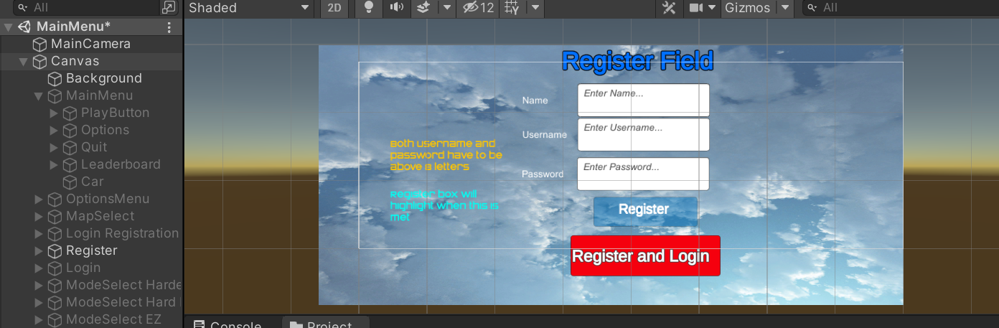 All
Shaded
2D
12
Gizmos
All
MainMenu*
MainCamera
Canvas
Background
MainMenu
PlayButton
Options
Quit
Leaderboard
Car
OptionsMenu
MapSelect
Login Registration
Register
Login
ModeSelect Harde
ModeSelect Hard
ModeSelect EZ
Register Field
Name
Enter Name...
Username
Enter Username...
Password
Enter Password...
Both username and
password have to be
above 8 letters
Register box will
highlight when this is
met
Register
Register and Login
Console
Project